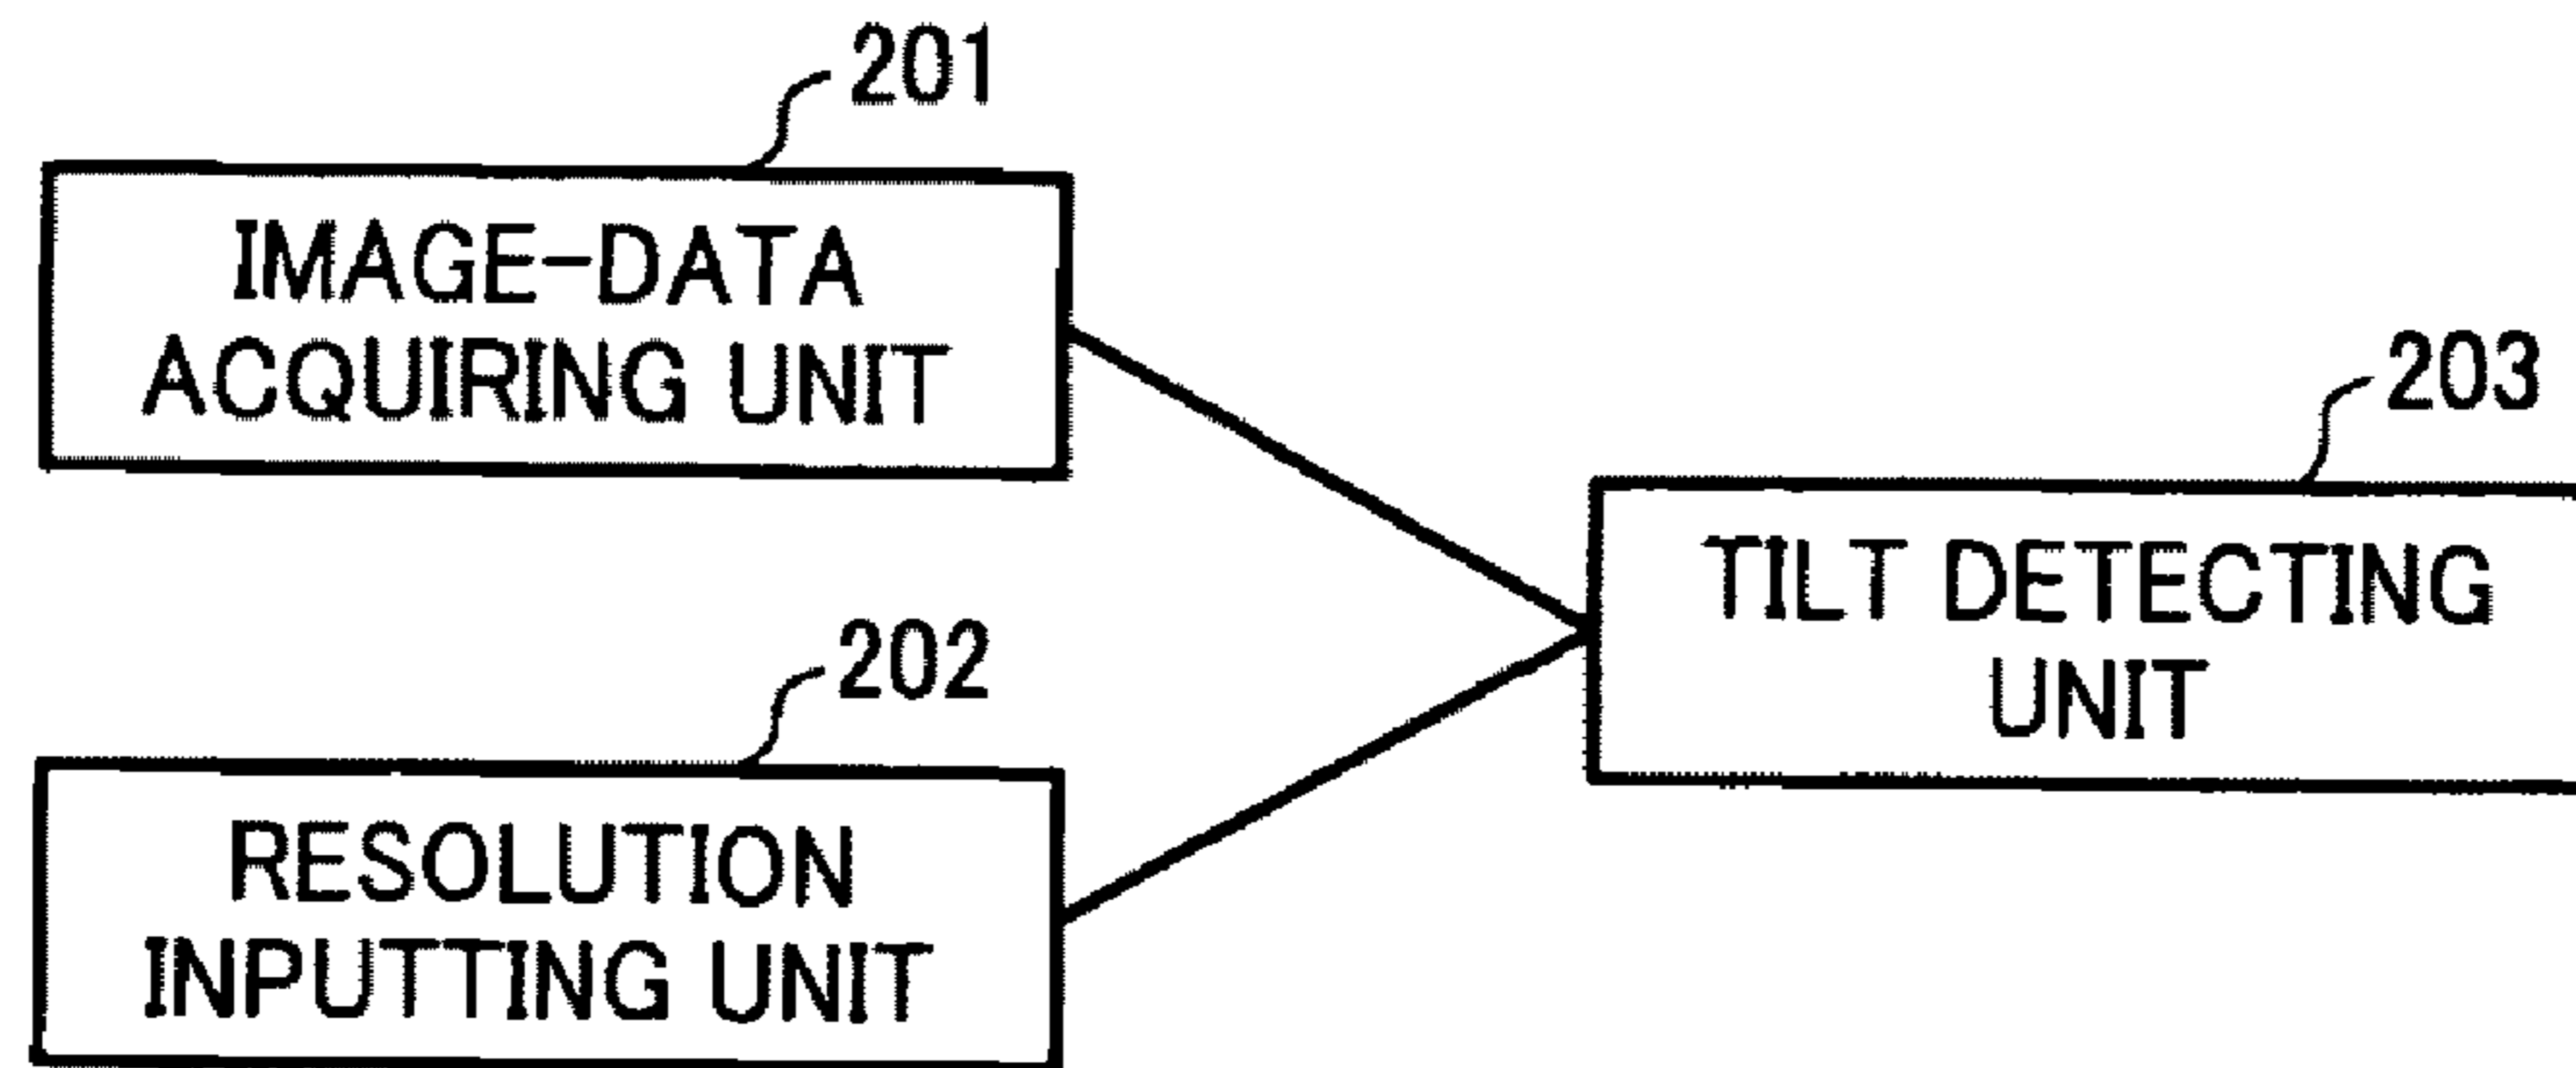 201
IMAGE-DATA
ACQUIRING UNIT
202
RESOLUTION
INPUTTING UNIT
203
TILT DETECTING
UNIT